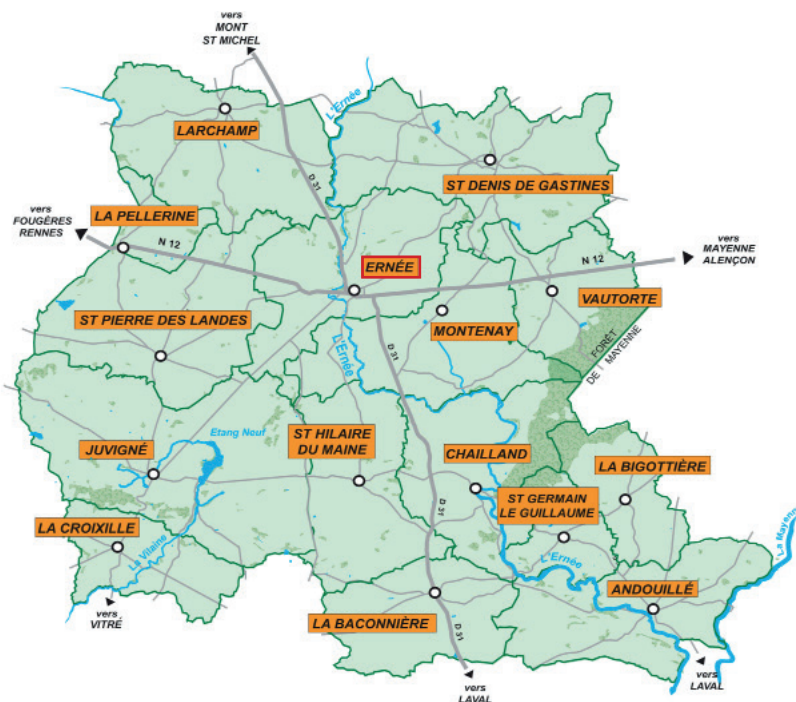 vers
MONT
ST MICHEL
L'Ernée
LARCHAMP
ST DENIS DE GASTINES
D 31
LA PELLERINE
vers
FOUGÈRES
RENNES
N 12
vers
MAYENNE
ALENÇON
ERNÉE
N 12
VAUTORTE
ST PIERRE DES LANDES
MONTENAY
FORÊT
DE MAYENNE
L'Ernée
D 31
Etang Neuf
ST HILAIRE
DU MAINE
JUVIGNÉ
CHAILLAND
LA BIGOTTIÈRE
ST GERMAIN
LE GUILLAUME
D 31
LA CROIXILLE
La Vilaine
L'Ernée
La Mayenne
ANDOUILLÉ
vers
VITRÉ
LA BACONNIÈRE
D 31
vers
LAVAL
vers
LAVAL